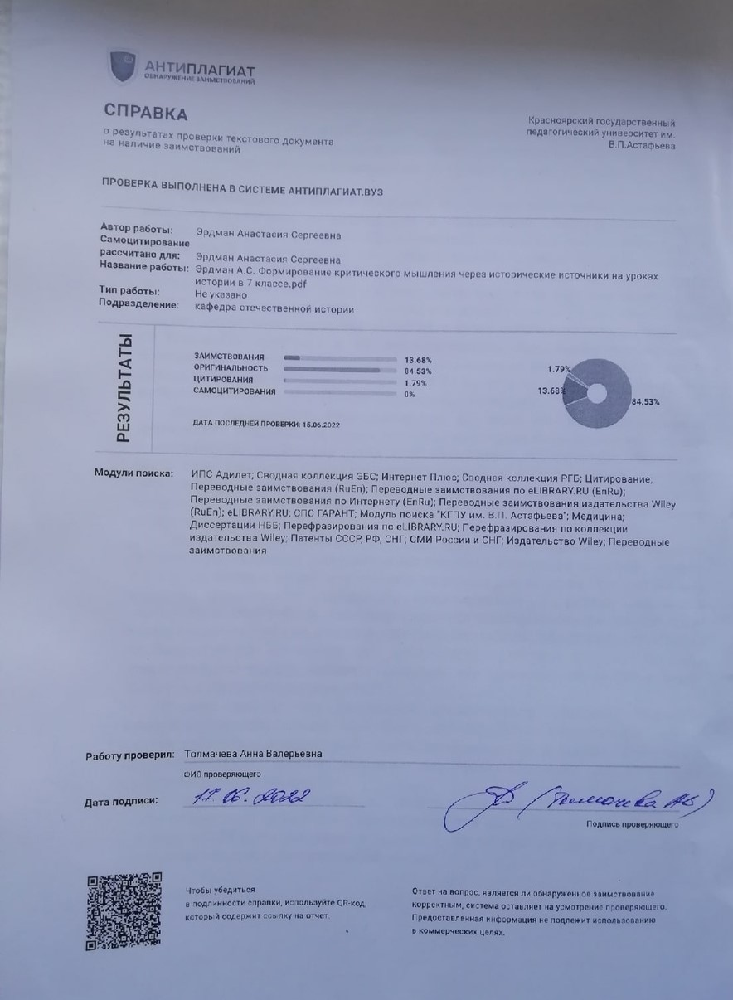 АНТИПЛАГИАТ
ОБНАРУЖЕНИЕ ЗАИМСТВОВАНИЙ
СПРАВКА
о результатах проверки текстового документа
на наличие заимствований
Красноярский государственный
педагогический университет им.
В.П.Астафьева
ПРОВЕРКА ВЫПОЛНЕНА В СИСТЕМЕ АНТИПЛАГИАТ.ВУЗ
Автор работы: Эрдман Анастасия Сергеевна
Самоцитирование
рассчитано для: Эрдман Анастасия Сергеевна
Название работы: Эрдман А.С. Формирование критического мышления через исторические источники на уроках
истории в 7 классе.pdf
Тип работы: Не указано
Подразделение: кафедра отечественной истории
РЕЗУЛЬТАТЫ
ЗАИМСТВОВАНИЯ 13.68%
ОРИГИНАЛЬНОСТЬ 84.53%
ЦИТИРОВАНИЯ 1.79%
САМОЦИТИРОВАНИЯ 0%
1.79%
13.68%
84.53%
ДАТА ПОСЛЕДНЕЙ ПРОВЕРКИ: 15.06.2022
Модули поиска: ИПС Адилет; Сводная коллекция ЭБС; Интернет Плюс; Сводная коллекция РГБ; Цитирование;
Переводные заимствования (RuEn); Переводные заимствования по eLIBRARY.RU (EnRu);
Переводные заимствования по Интернету (EnRu); Переводные заимствования издательства Wiley
(RuEn); eLIBRARY.RU; СПС ГАРАНТ; Модуль поиска "КГПУ им. В.П. Астафьева"; Медицина;
Диссертации НББ; Перефразирования по eLIBRARY.RU; Перефразирования по коллекции
издательства Wiley; Патенты СССР, РФ, СНГ; СМИ России и СНГ; Издательство Wiley; Переводные
заимствования
Работу проверил: Толмачева Анна Валерьевна
ФИО проверяющего
Дата подписи: 17.06.2022 (Толмачева АВ)
Подпись проверяющего
Чтобы убедиться
в подлинности справки, используйте QR-код,
который содержит ссылку на отчет.
Ответ на вопрос, является ли обнаруженное заимствование
корректным, система оставляет на усмотрение проверяющего.
Предоставленная информация не подлежит использованию
в коммерческих целях.